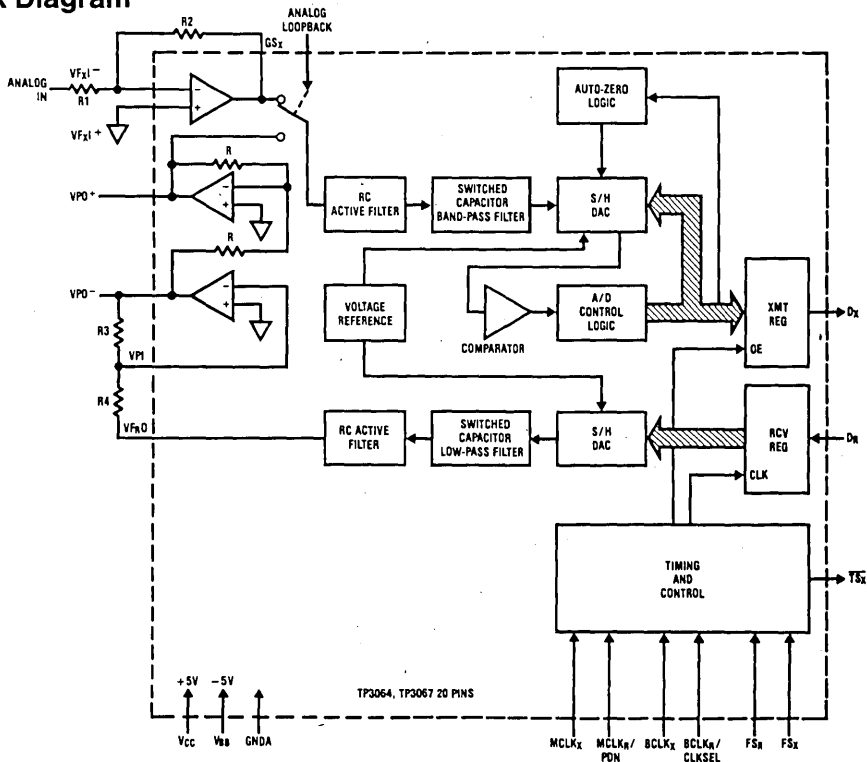 k Diagram
R2
GSX
ANALOG
LOOPBACK
ANALOG
IN
VFXI−
R1
VFXI+
AUTO-ZERO
LOGIC
R
VPO+
RC
ACTIVE FILTER
SWITCHED
CAPACITOR
BAND-PASS FILTER
S/H
DAC
R
VPO−
VOLTAGE
REFERENCE
COMPARATOR
A/D
CONTROL
LOGIC
XMT
REG
OE
DX
R3
VPI
R4
VFRO
RC ACTIVE
FILTER
SWITCHED
CAPACITOR
LOW-PASS FILTER
S/H
DAC
RCV
REG
CLK
DR
TIMING
AND
CONTROL
TSX
+5V
−5V
TP3064, TP3067 20 PINS
VCC
VBB
GNDA
MCLKX
MCLKR/
PDN
BCLKX
BCLKR/
CLKSEL
FSR
FSX